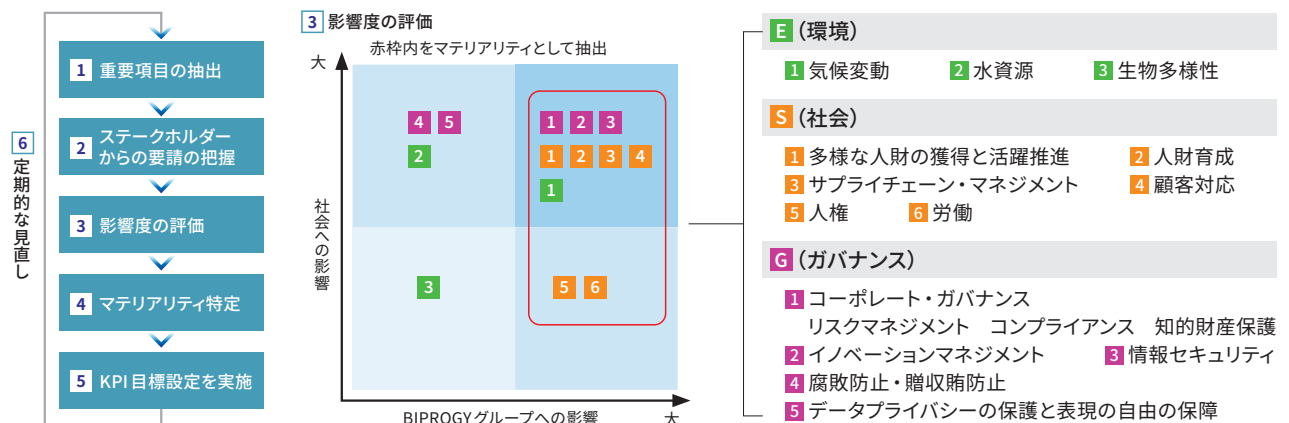 6 定期的な見直し
1 重要項目の抽出
2 ステークホルダー
からの要請の把握
3 影響度の評価
4 マテリアリティ特定
5 KPI目標設定を実施
3 影響度の評価
赤枠内をマテリアリティとして抽出
大
社会への影響
4 5
2
1 2 3
1 2 3 4
1
3
5 6
BIPROGYグループへの影響 大
E (環境)
1 気候変動 2 水資源 3 生物多様性
S (社会)
1 多様な人財の獲得と活躍推進 2 人財育成
3 サプライチェーン・マネジメント 4 顧客対応
5 人権 6 労働
G (ガバナンス)
1 コーポレート・ガバナンス
リスクマネジメント コンプライアンス 知的財産保護
2 イノベーションマネジメント 3 情報セキュリティ
4 腐敗防止・贈収賄防止
5 データプライバシーの保護と表現の自由の保障